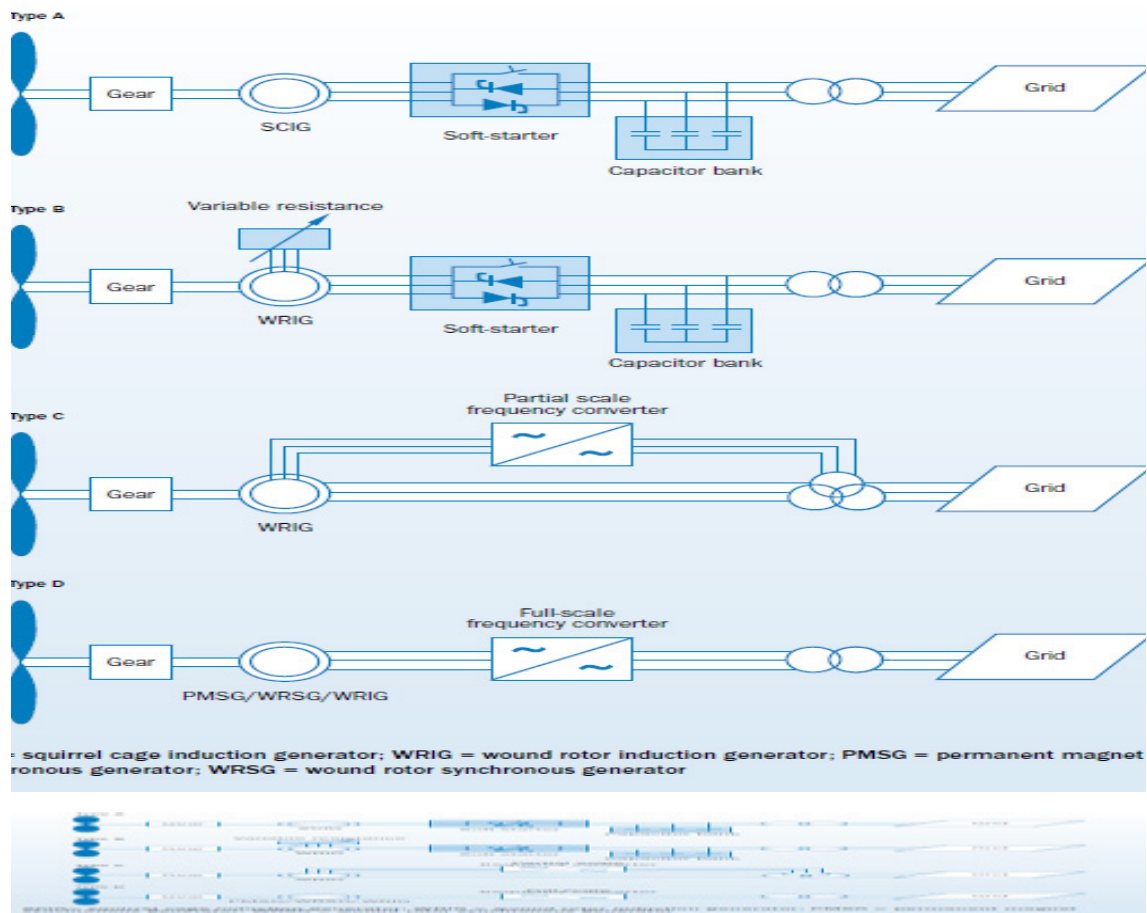 Type A
Gear
SCIG
Soft-starter
Capacitor bank
Grid
Type B
Variable resistance
Gear
WRIG
Soft-starter
Capacitor bank
Grid
Type C
Partial scale
frequency converter
Gear
WRIG
Grid
Type D
Full-scale
frequency converter
Gear
PMSG/WRSG/WRIG
Grid
= squirrel cage induction generator; WRIG = wound rotor induction generator; PMSG = permanent magnet
ronous generator; WRSG = wound rotor synchronous generator